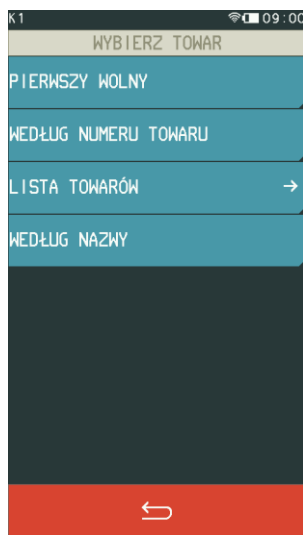 K1 09:00
WYBIERZ TOWAR
PIERWSZY WOLNY
WEDŁUG NUMERU TOWARU
LISTA TOWARÓW →
WEDŁUG NAZWY